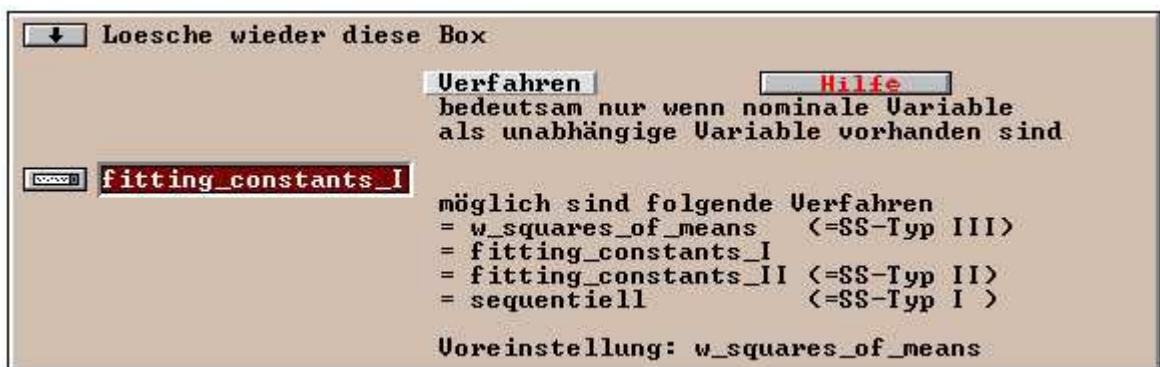 Loesche wieder diese Box
Verfahren Hilfe
bedeutsam nur wenn nominale Variable
als unabhängige Variable vorhanden sind
fitting_constants_I
möglich sind folgende Verfahren
= w_squares_of_means (=SS-Typ III)
= fitting_constants_I
= fitting_constants_II (=SS-Typ II)
= sequentiell (=SS-Typ I )
Voreinstellung: w_squares_of_means